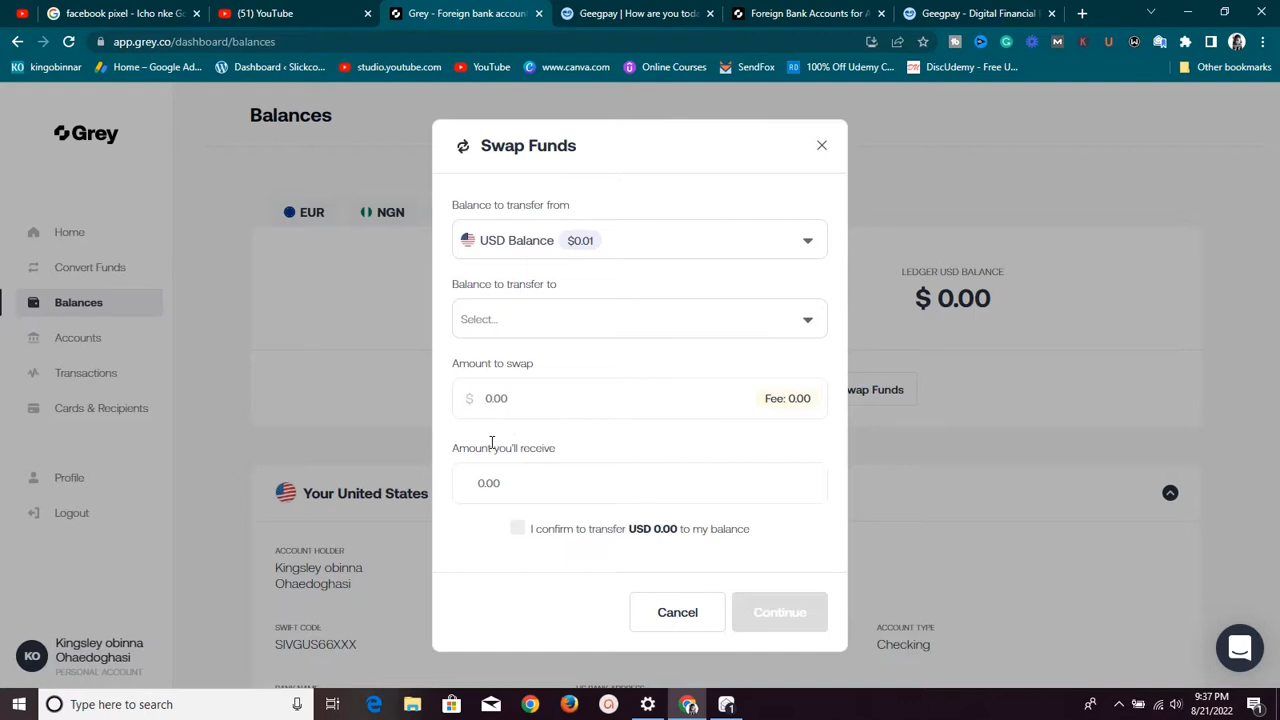 facebook pixel - Icho nke Go
(51) YouTube
Grey - Foreign bank accoun
Geegpay | How are you toda
Foreign Bank Accounts for A
Geegpay - Digital Financial
app.grey.co/dashboard/balances
kingobinnar
Home – Google Ad...
Dashboard ‹ Slickco...
studio.youtube.com
YouTube
www.canva.com
Online Courses
SendFox
100% Off Udemy C...
DiscUdemy - Free U...
Other bookmarks
Grey
Balances
Home
Convert Funds
Balances
Accounts
Transactions
Cards & Recipients
Profile
Logout
KO
Kingsley obinna
Ohaedoghasi
PERSONAL ACCOUNT
EUR
NGN
LEDGER USD BALANCE
$ 0.00
wap Funds
Swap Funds
Balance to transfer from
USD Balance $0.01
Balance to transfer to
Select...
Amount to swap
$ 0.00 Fee: 0.00
Amount you'll receive
0.00
I confirm to transfer USD 0.00 to my balance
Cancel
Continue
Your United States
ACCOUNT HOLDER
Kingsley obinna
Ohaedoghasi
SWIFT CODE
SIVGUS66XXX
ACCOUNT TYPE
Checking
Type here to search
9:37 PM
8/21/2022